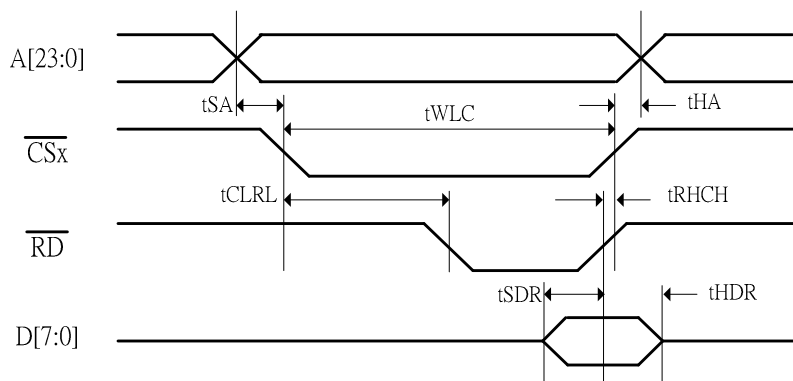 A[23:0]
tSA
tWLC
tHA
CSx
tCLRL
tRHCH
RD
tSDR
tHDR
D[7:0]